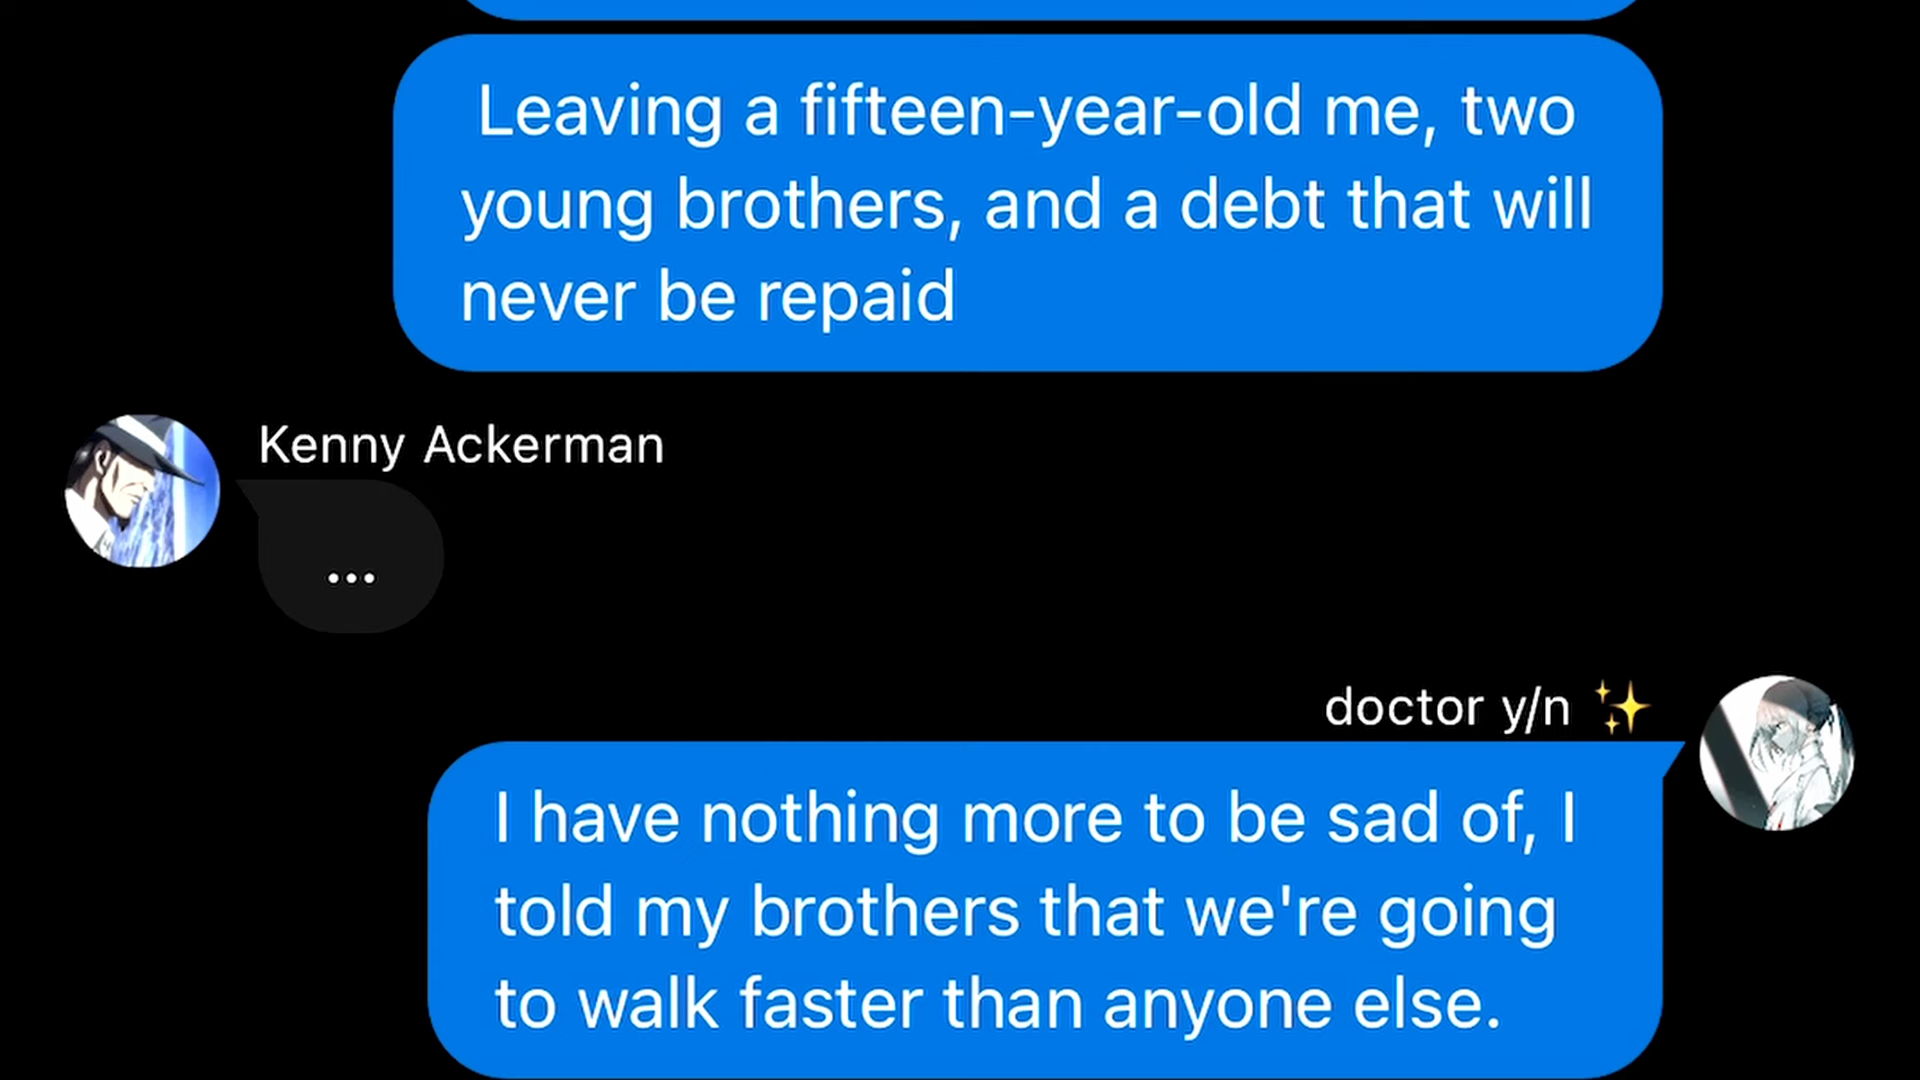 Leaving a fifteen-year-old me, two
young brothers, and a debt that will
never be repaid
Kenny Ackerman
...
doctor y/n ✨
I have nothing more to be sad of, I
told my brothers that we're going
to walk faster than anyone else.